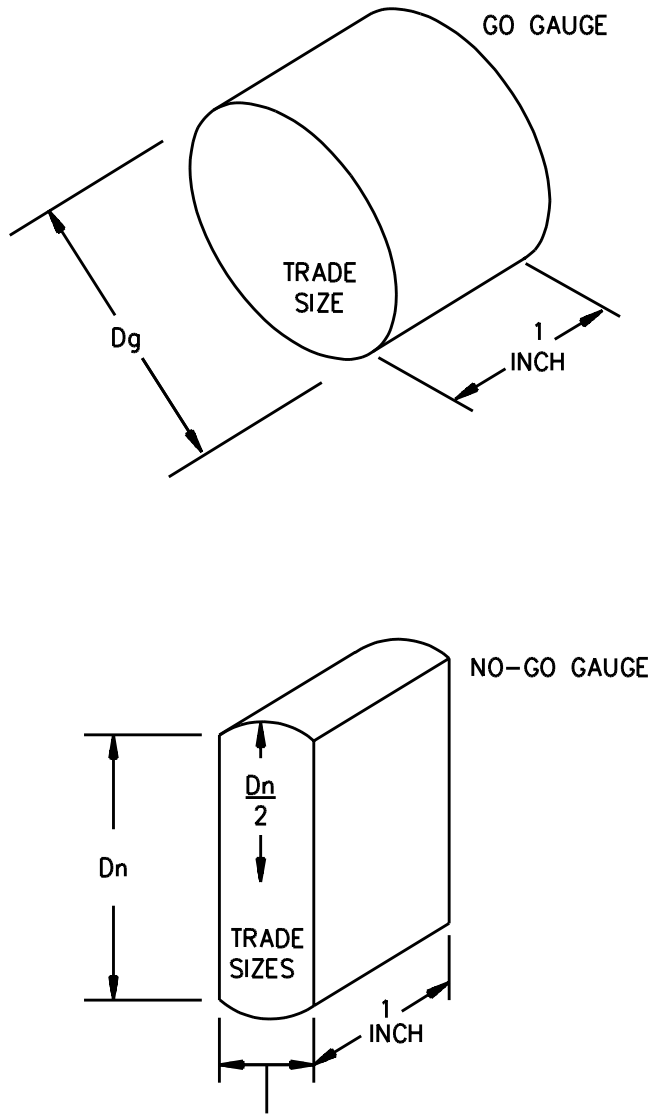 GO GAUGE
TRADE
SIZE
Dg
1
INCH
NO-GO GAUGE
Dn
2
Dn
TRADE
SIZES
1
INCH